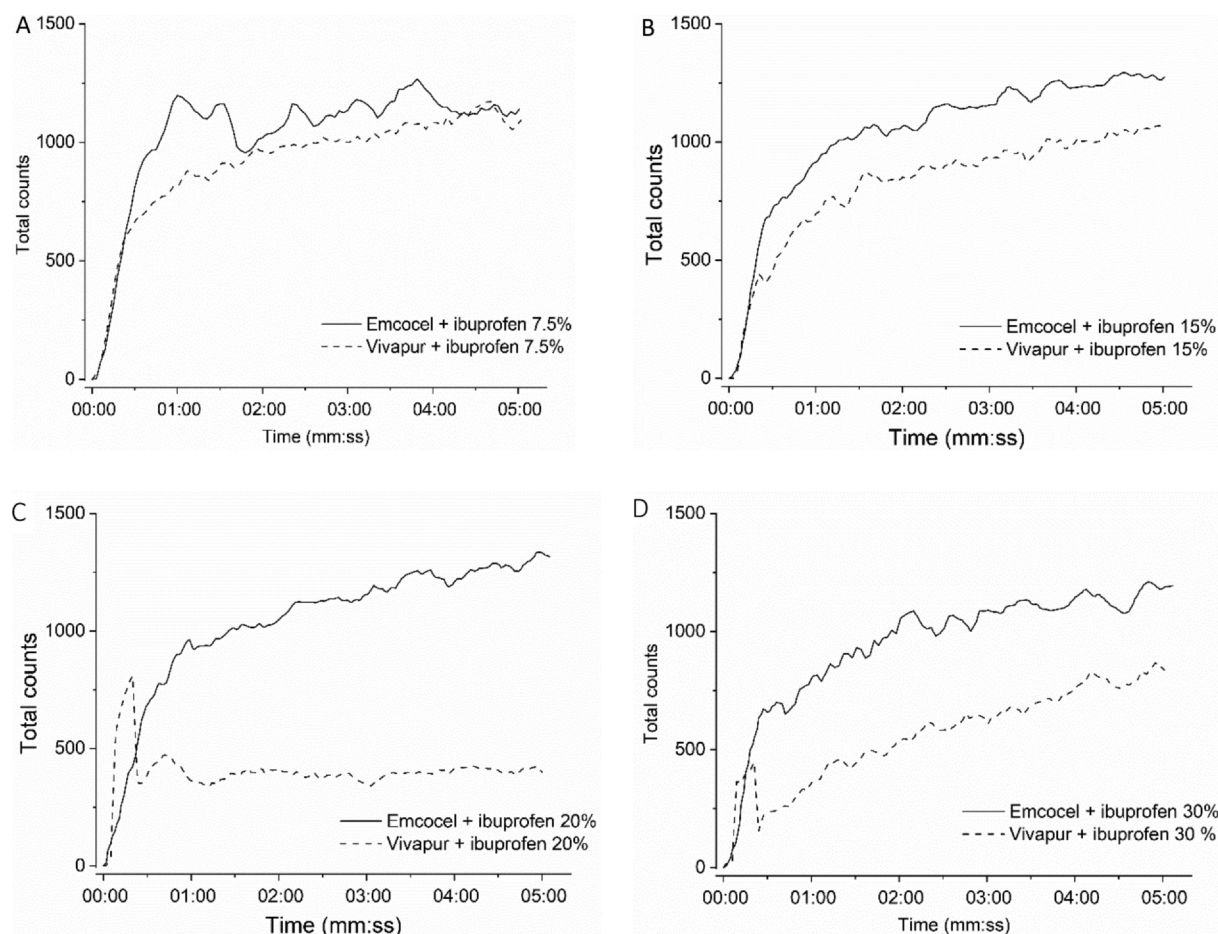 A
1500
1000
500
0
Total counts
Emcocel + ibuprofen 7.5%
Vivapur + ibuprofen 7.5%
00:00 01:00 02:00 03:00 04:00 05:00
Time (mm:ss)
B
1500
1000
500
0
Total counts
Emcocel + ibuprofen 15%
Vivapur + ibuprofen 15%
00:00 01:00 02:00 03:00 04:00 05:00
Time (mm:ss)
C
1500
1000
500
0
Total counts
Emcocel + ibuprofen 20%
Vivapur + ibuprofen 20%
00:00 01:00 02:00 03:00 04:00 05:00
Time (mm:ss)
D
1500
1000
500
0
Total counts
Emcocel + ibuprofen 30%
Vivapur + ibuprofen 30 %
00:00 01:00 02:00 03:00 04:00 05:00
Time (mm:ss)